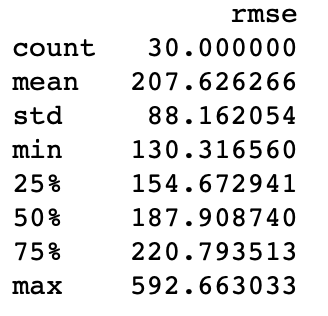 rmse
count 30.000000
mean 207.626266
std 88.162054
min 130.316560
25% 154.672941
50% 187.908740
75% 220.793513
max 592.663033